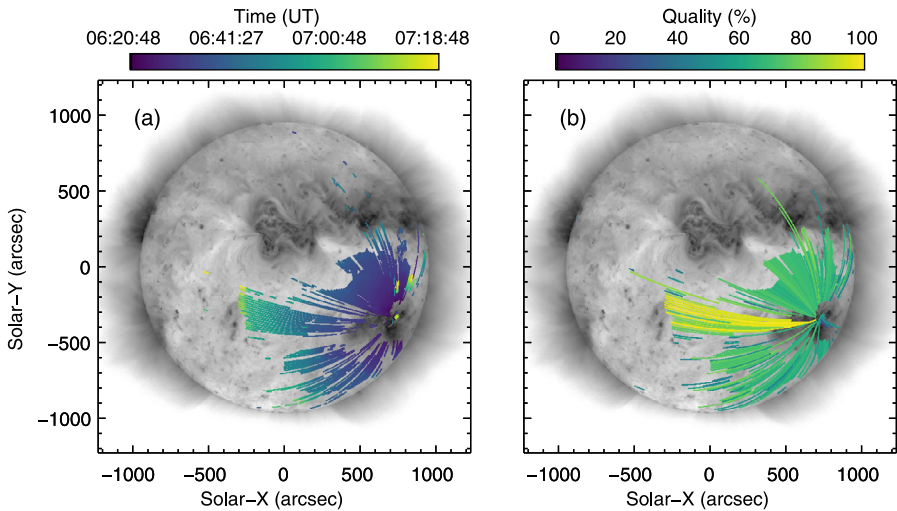 Time (UT)
06:20:48 06:41:27 07:00:48 07:18:48
Quality (%)
0 20 40 60 80 100
(a)
(b)
1000
500
0
−500
−1000
Solar−Y (arcsec)
−1000 −500 0 500 1000
Solar−X (arcsec)
−1000 −500 0 500 1000
Solar−X (arcsec)